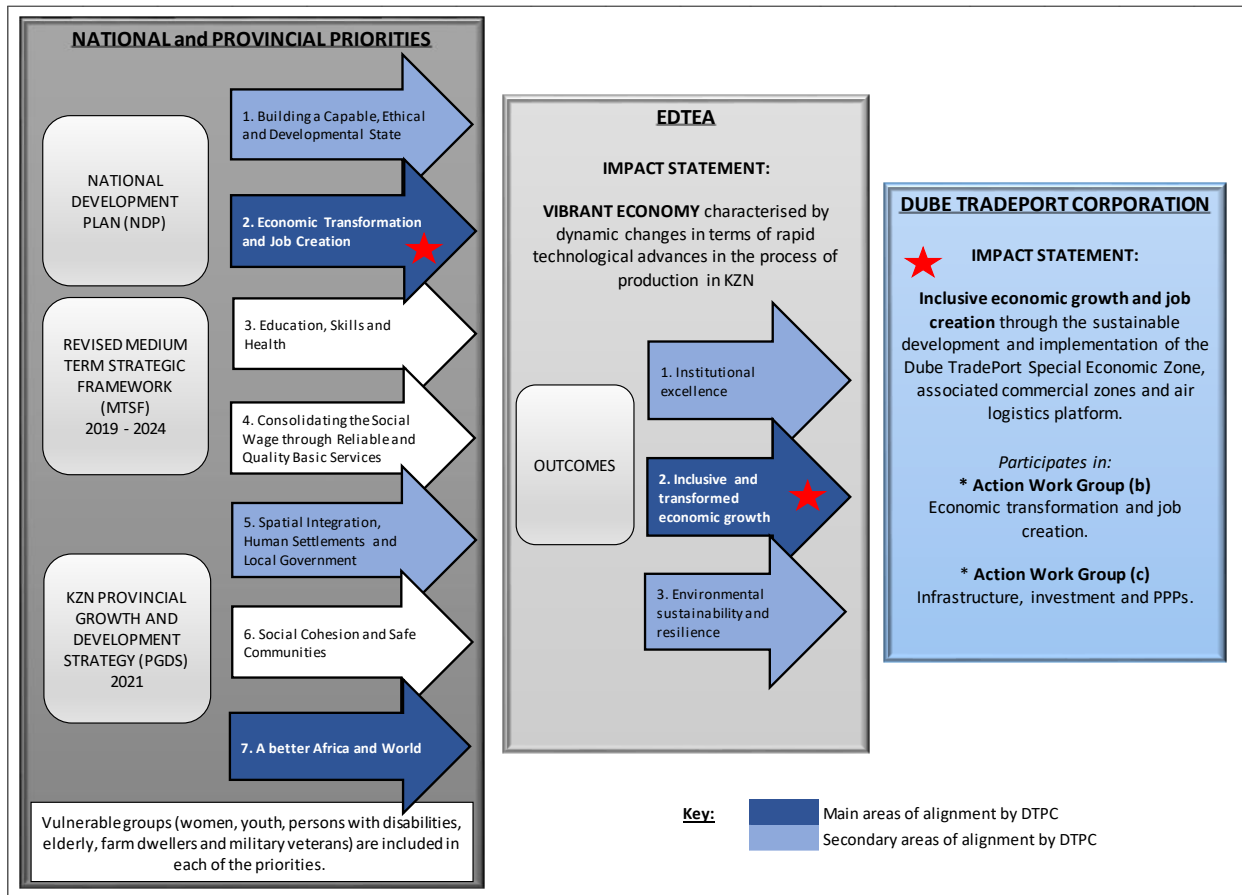 NATIONAL and PROVINCIAL PRIORITIES
NATIONAL
DEVELOPMENT
PLAN (NDP)
REVISED MEDIUM
TERM STRATEGIC
FRAMEWORK
(MTSF)
2019 - 2024
KZN PROVINCIAL
GROWTH AND
DEVELOPMENT
STRATEGY (PGDS)
2021
1. Building a Capable, Ethical
and Developmental State
2. Economic Transformation
and Job Creation
3. Education, Skills and
Health
4. Consolidating the Social
Wage through Reliable and
Quality Basic Services
5. Spatial Integration,
Human Settlements and
Local Government
6. Social Cohesion and Safe
Communities
7. A better Africa and World
Vulnerable groups (women, youth, persons with disabilities,
elderly, farm dwellers and military veterans) are included in
each of the priorities.
EDTEA
IMPACT STATEMENT:
VIBRANT ECONOMY characterised by
dynamic changes in terms of rapid
technological advances in the process of
production in KZN
OUTCOMES
1. Institutional
excellence
2. Inclusive and
transformed
economic growth
3. Environmental
sustainability and
resilience
DUBE TRADEPORT CORPORATION
IMPACT STATEMENT:
Inclusive economic growth and job
creation through the sustainable
development and implementation of the
Dube TradePort Special Economic Zone,
associated commercial zones and air
logistics platform.
Participates in:
* Action Work Group (b)
Economic transformation and job
creation.
* Action Work Group (c)
Infrastructure, investment and PPPs.
Key:
Main areas of alignment by DTPC
Secondary areas of alignment by DTPC